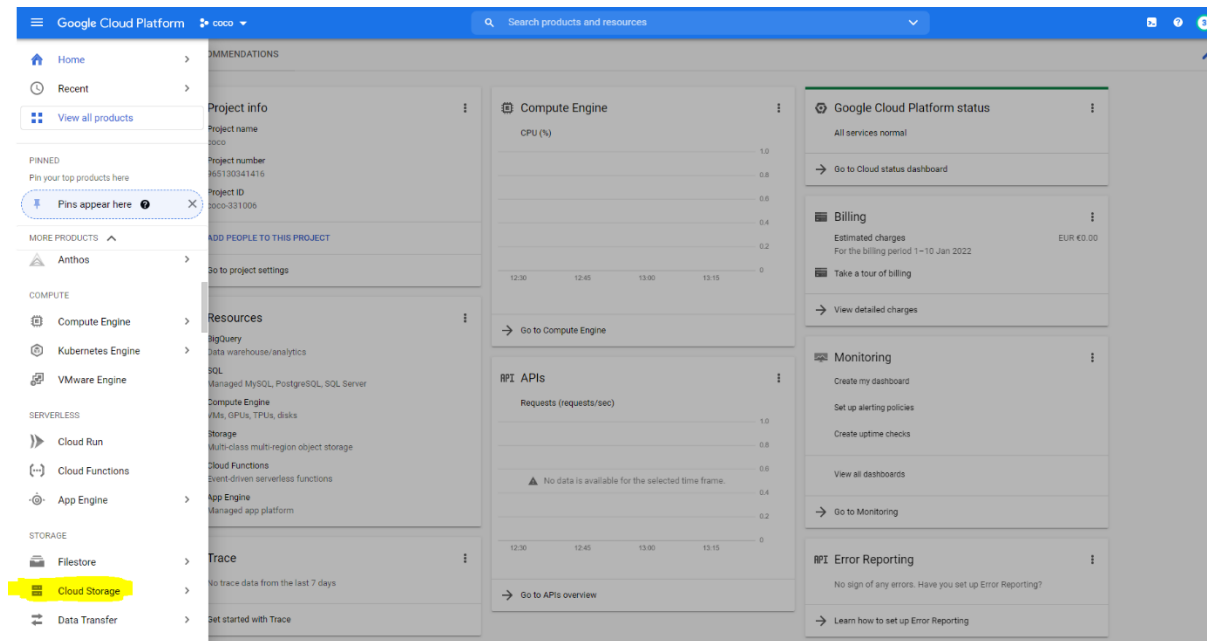 Google Cloud Platform coco Search products and resources
Home
Recent
View all products
PINNED
Pin your top products here
Pins appear here
MORE PRODUCTS
Anthos
COMPUTE
Compute Engine
Kubernetes Engine
VMware Engine
SERVERLESS
Cloud Run
Cloud Functions
App Engine
STORAGE
Filestore
Cloud Storage
Data Transfer
OMMENDATIONS
Project info
Project name
coco
Project number
965130341416
Project ID
coco-331006
ADD PEOPLE TO THIS PROJECT
Go to project settings
Resources
BigQuery
Data warehouse/analytics
SQL
Managed MySQL, PostgreSQL, SQL Server
Compute Engine
VMs, GPUs, TPUs, disks
Storage
Multi-class multi-region object storage
Cloud Functions
Event-driven serverless functions
App Engine
Managed app platform
Trace
No trace data from the last 7 days
Get started with Trace
Compute Engine
CPU (%)
1.0
0.8
0.6
0.4
0.2
0
12:30 12:45 13:00 13:15
Go to Compute Engine
API APIs
Requests (requests/sec)
1.0
0.8
0.6
No data is available for the selected time frame.
0.4
0.2
0
12:30 12:45 13:00 13:15
Go to APIs overview
Google Cloud Platform status
All services normal
Go to Cloud status dashboard
Billing
Estimated charges EUR €0.00
For the billing period 1–10 Jan 2022
Take a tour of billing
View detailed charges
Monitoring
Create my dashboard
Set up alerting policies
Create uptime checks
View all dashboards
Go to Monitoring
API Error Reporting
No sign of any errors. Have you set up Error Reporting?
Learn how to set up Error Reporting